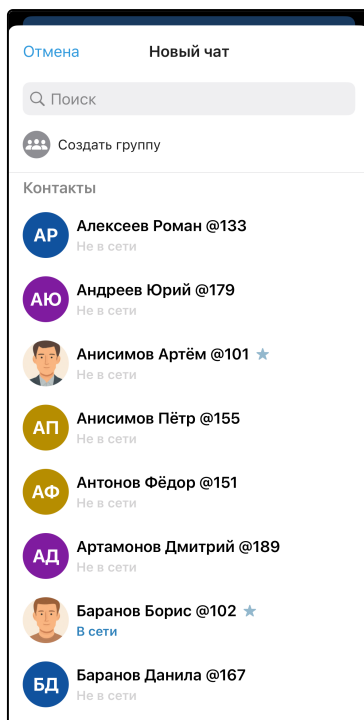 Отмена Новый чат
Поиск
Создать группу
Контакты
АР Алексеев Роман @133
Не в сети
АЮ Андреев Юрий @179
Не в сети
Анисимов Артём @101
Не в сети
АП Анисимов Пётр @155
Не в сети
АФ Антонов Фёдор @151
Не в сети
АД Артамонов Дмитрий @189
Не в сети
Баранов Борис @102
В сети
БД Баранов Данила @167
Не в сети